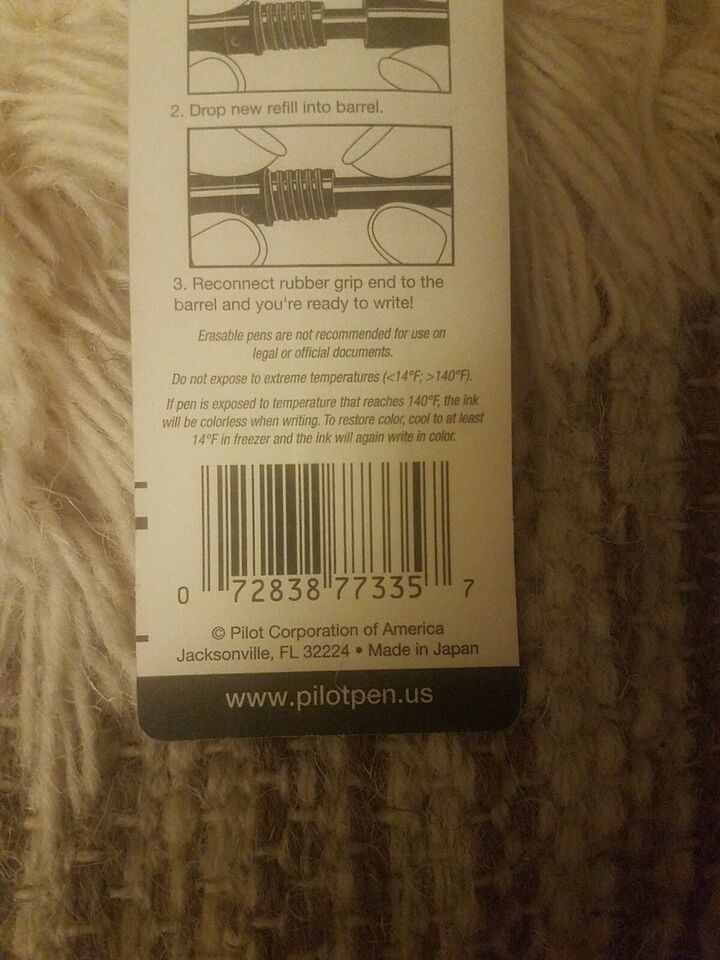 2. Drop new refill into barrel.
3. Reconnect rubber grip end to the
barrel and you're ready to write!
Erasable pens are not recommended for use on
legal or official documents.
Do not expose to extreme temperatures (<14°F; >140°F).
If pen is exposed to temperature that reaches 140°F, the ink
will be colorless when writing. To restore color, cool to at least
14°F in freezer and the ink will again write in color.
0 72838 77335 7
© Pilot Corporation of America
Jacksonville, FL 32224 • Made in Japan
www.pilotpen.us